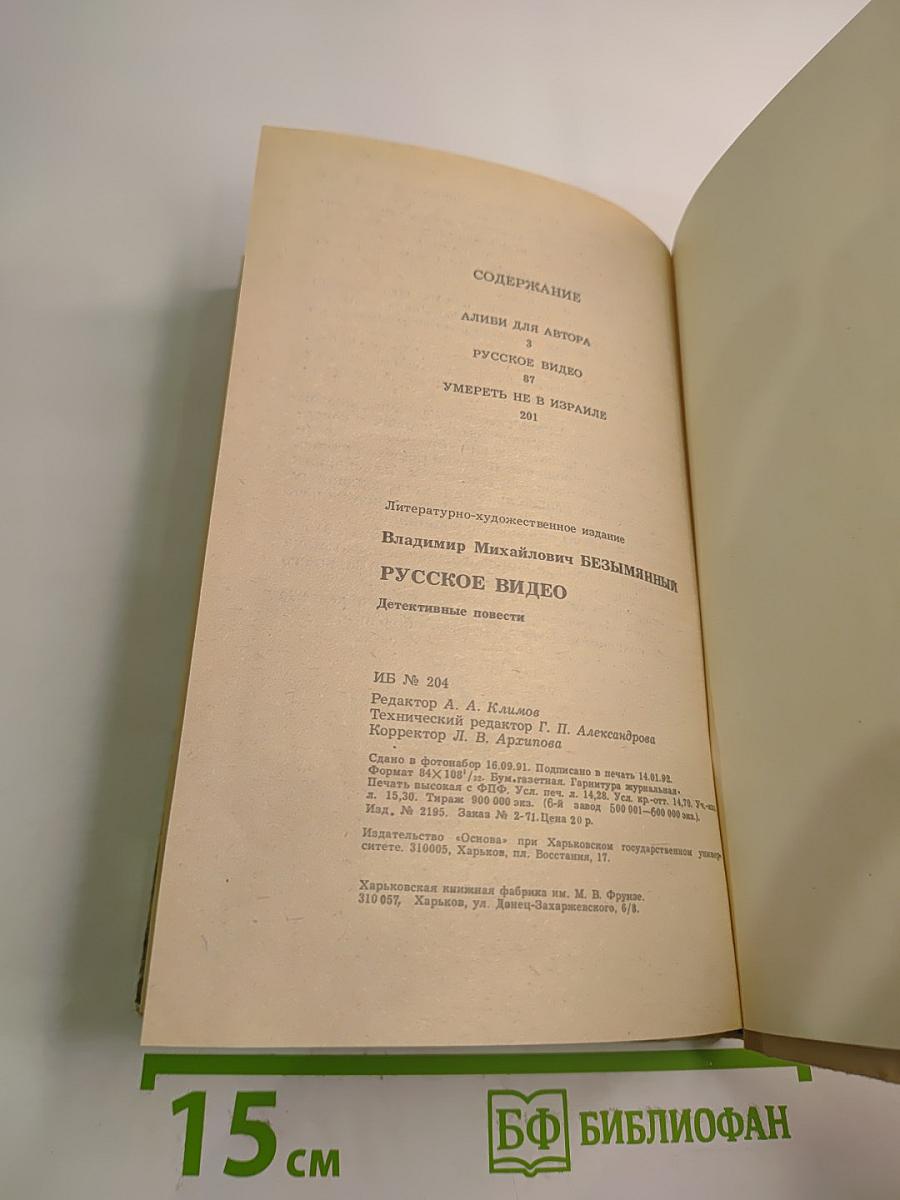 СОДЕРЖАНИЕ
АЛИБИ ДЛЯ АВТОРА
3
РУССКОЕ ВИДЕО
87
УМЕРЕТЬ НЕ В ИЗРАИЛЕ
201
Литературно-художественное издание
Владимир Михайлович БЕЗЫМЯННЫЙ
РУССКОЕ ВИДЕО
Детективные повести
ИБ № 204
Редактор А. А. Климов
Технический редактор Г. П. Александрова
Корректор Л. В. Архипова
Сдано в фотонабор 16.09.91. Подписано в печать 14.01.92.
Формат 84×108¹/₃₂. Бум. газетная. Гарнитура журнальная.
Печать высокая с ФПФ. Усл. печ. л. 14,28. Усл. кр.-отт. 14,70. Уч.-изд.
л. 15,30. Тираж 900 000 экз. (6-й завод 500 001—600 000 экз.).
Изд. № 2195. Заказ № 2-71. Цена 20 р.
Издательство «Основа» при Харьковском государственном универ-
ситете. 310005, Харьков, пл. Восстания, 17.
Харьковская книжная фабрика им. М. В. Фрунзе.
310057, Харьков, ул. Донец-Захаржевского, 6/8.
15 см
БФ БИБЛИОФАН